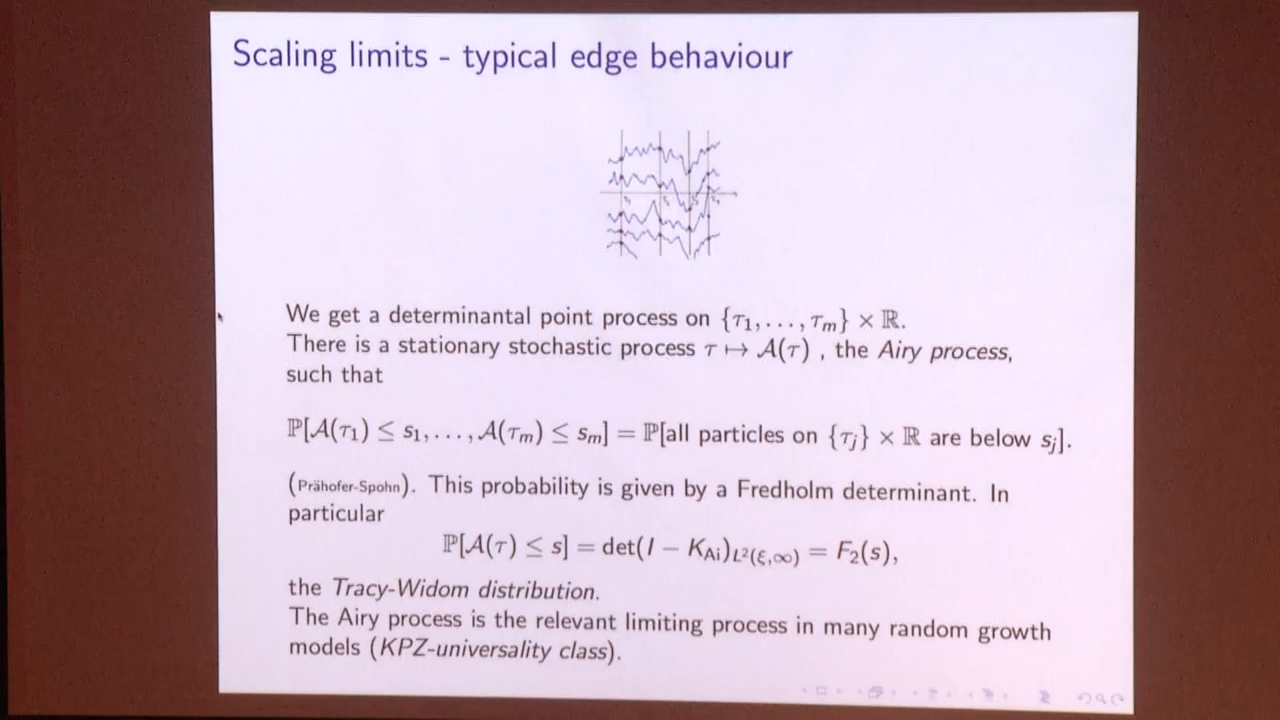 Scaling limits - typical edge behaviour
We get a determinantal point process on {τ₁, . . . , τₘ} × ℝ.
There is a stationary stochastic process τ ↦ 𝒜(τ) , the Airy process,
such that
ℙ[𝒜(τ₁) ≤ s₁, . . . , 𝒜(τₘ) ≤ sₘ] = ℙ[all particles on {τⱼ} × ℝ are below sⱼ].
(Prähofer-Spohn). This probability is given by a Fredholm determinant. In
particular
ℙ[𝒜(τ) ≤ s] = det(I − K_Ai)_L²(ξ,∞) = F₂(s),
the Tracy-Widom distribution.
The Airy process is the relevant limiting process in many random growth
models (KPZ-universality class).